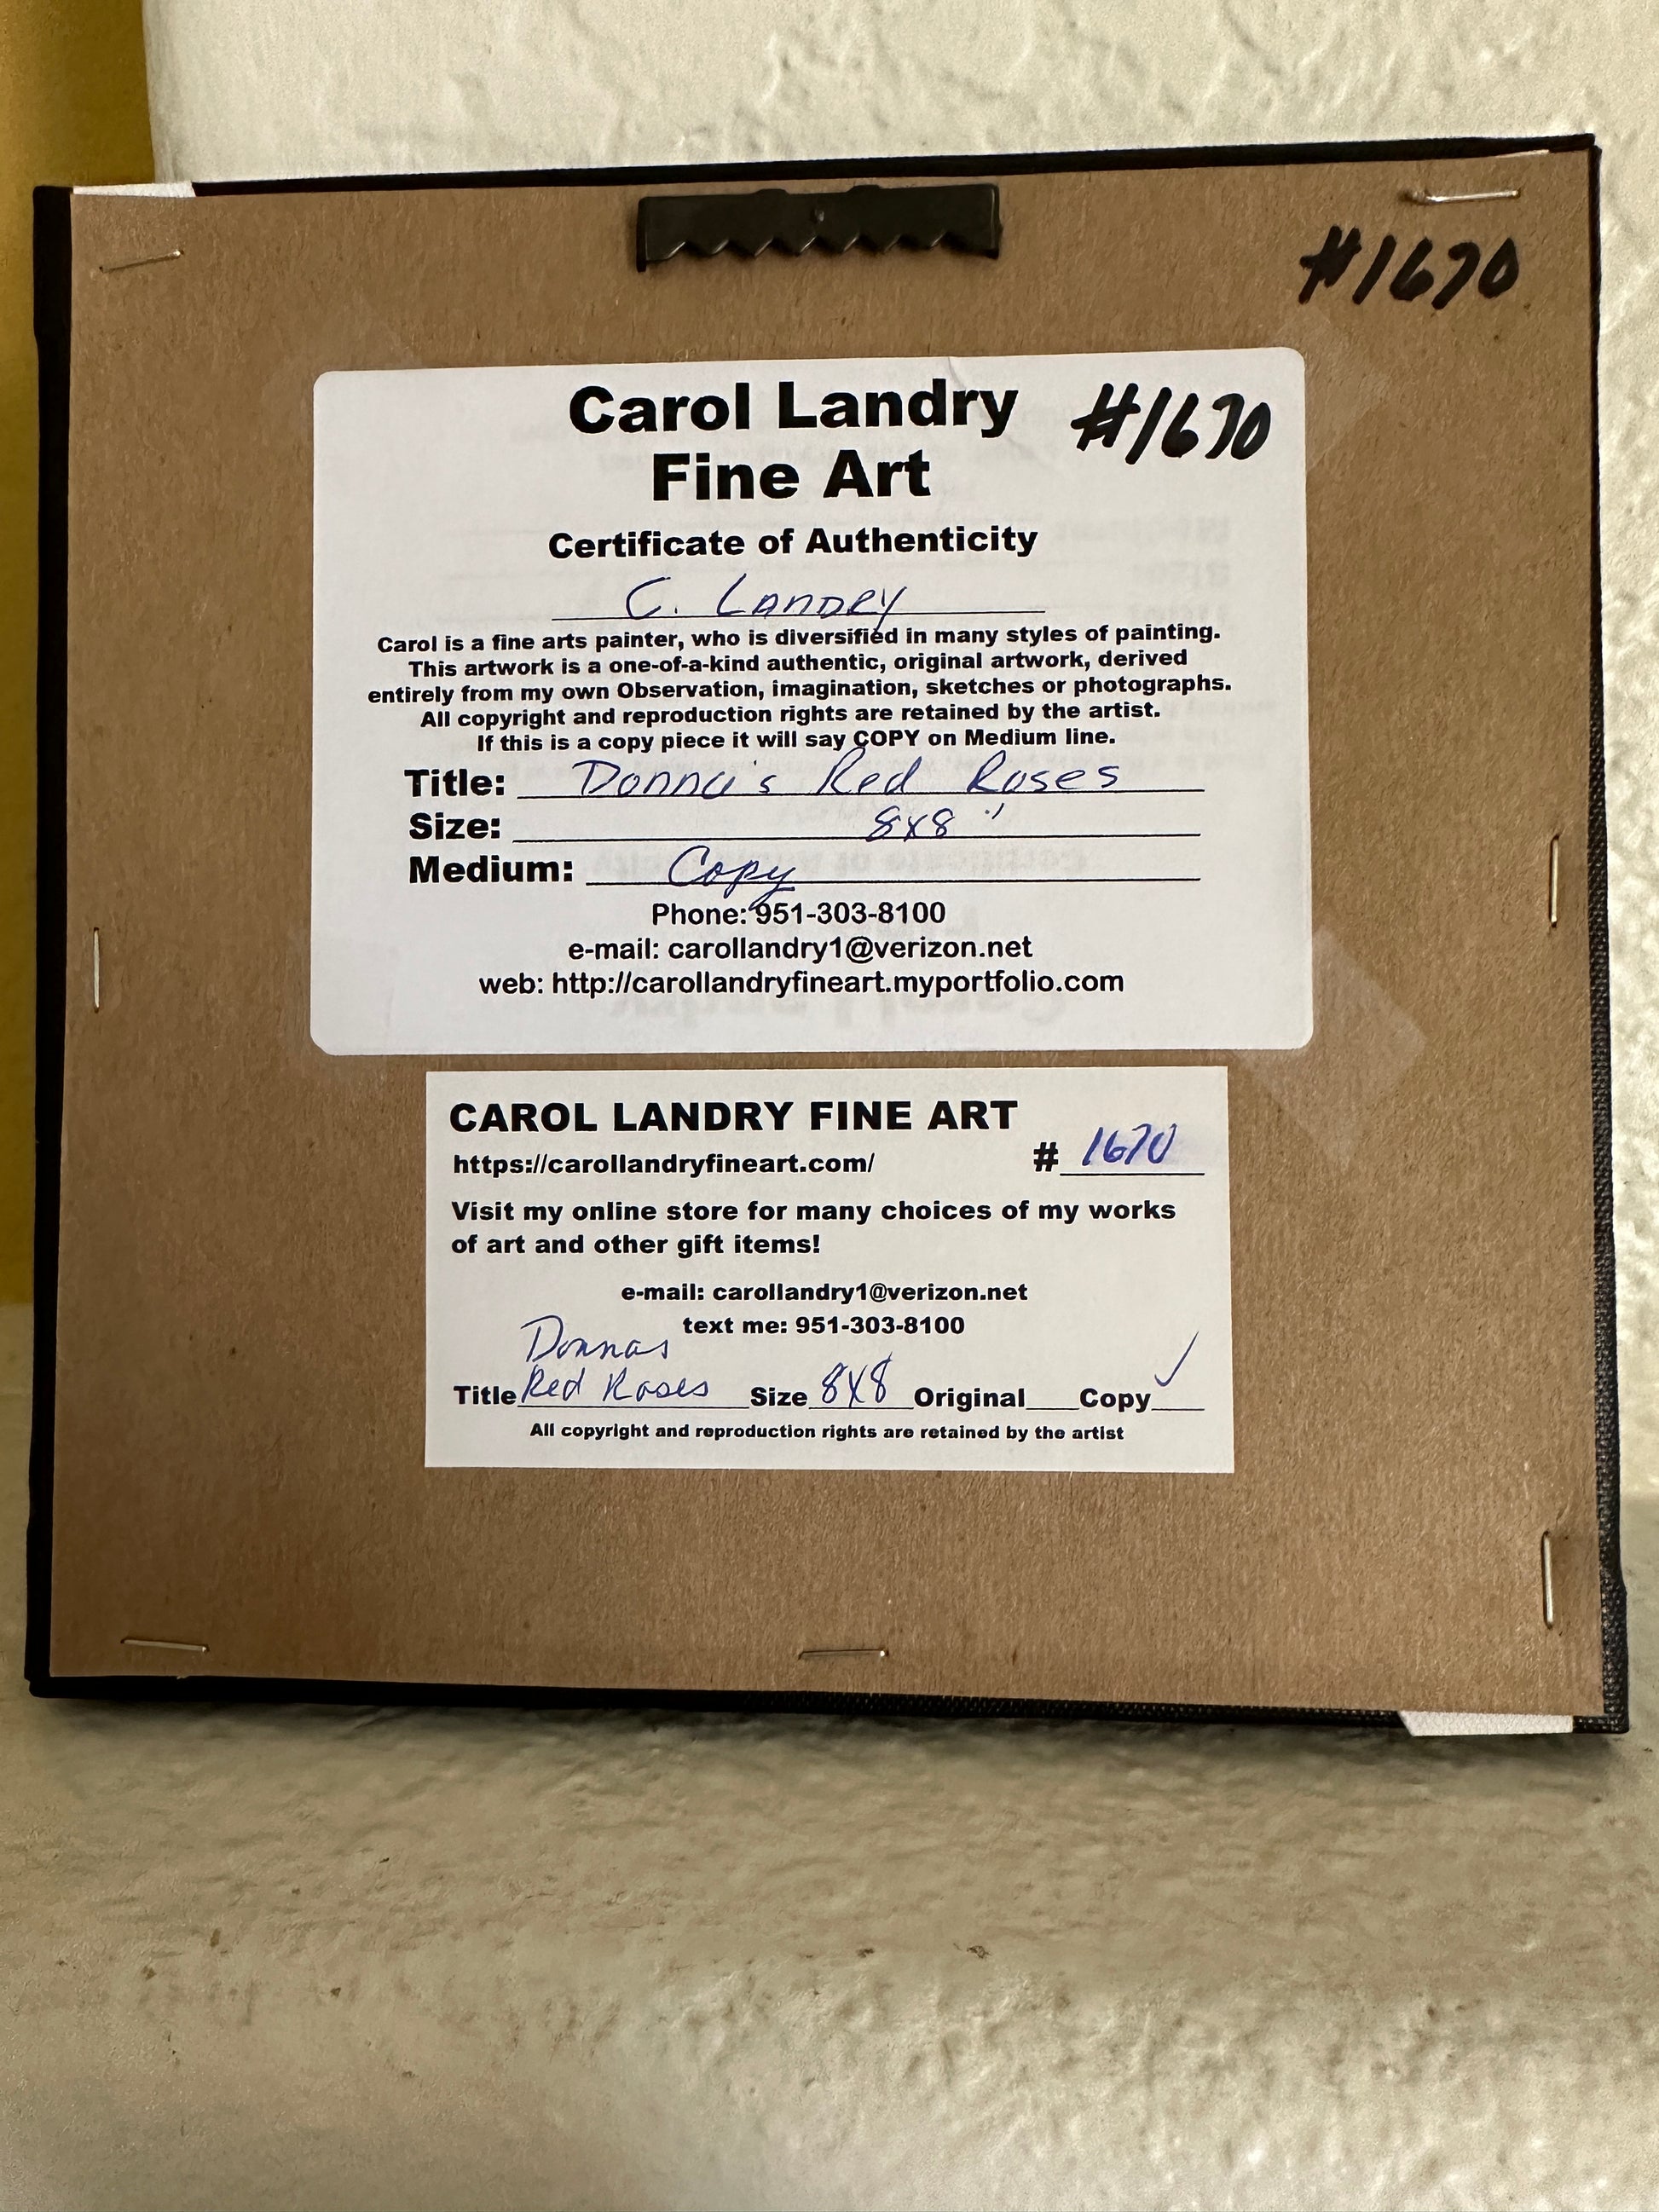 #1670
Carol Landry #1670
Fine Art
Certificate of Authenticity
C. Landry
Carol is a fine arts painter, who is diversified in many styles of painting.
This artwork is a one-of-a-kind authentic, original artwork, derived
entirely from my own Observation, imagination, sketches or photographs.
All copyright and reproduction rights are retained by the artist.
If this is a copy piece it will say COPY on Medium line.
Title: Donna's Red Roses
Size: 8x8"
Medium: Copy
Phone: 951-303-8100
e-mail: carollandry1@verizon.net
web: http://carollandryfineart.myportfolio.com
CAROL LANDRY FINE ART
https://carollandryfineart.com/ # 1670
Visit my online store for many choices of my works
of art and other gift items!
e-mail: carollandry1@verizon.net
text me: 951-303-8100
Donnas
Title Red Roses Size 8x8 Original Copy ✓
All copyright and reproduction rights are retained by the artist